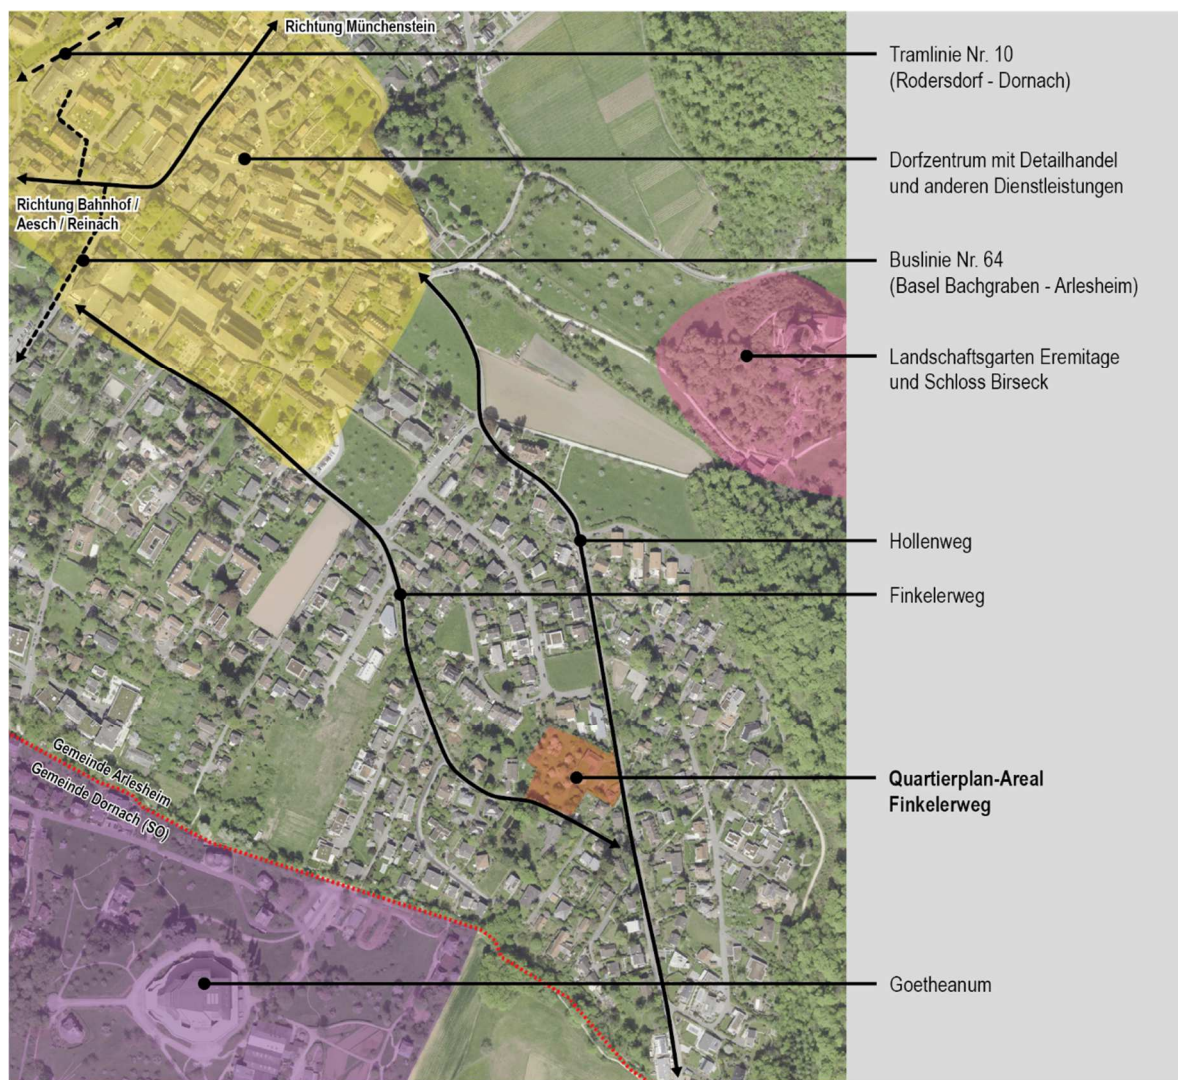 Richtung Münchenstein
Tramlinie Nr. 10
(Rodersdorf - Dornach)
Dorfzentrum mit Detailhandel
und anderen Dienstleistungen
Richtung Bahnhof /
Aesch / Reinach
Buslinie Nr. 64
(Basel Bachgraben - Arlesheim)
Landschaftsgarten Eremitage
und Schloss Birseck
Hollenweg
Finkelerweg
Gemeinde Arlesheim
Gemeinde Dornach (SO)
Quartierplan-Areal
Finkelerweg
Goetheanum